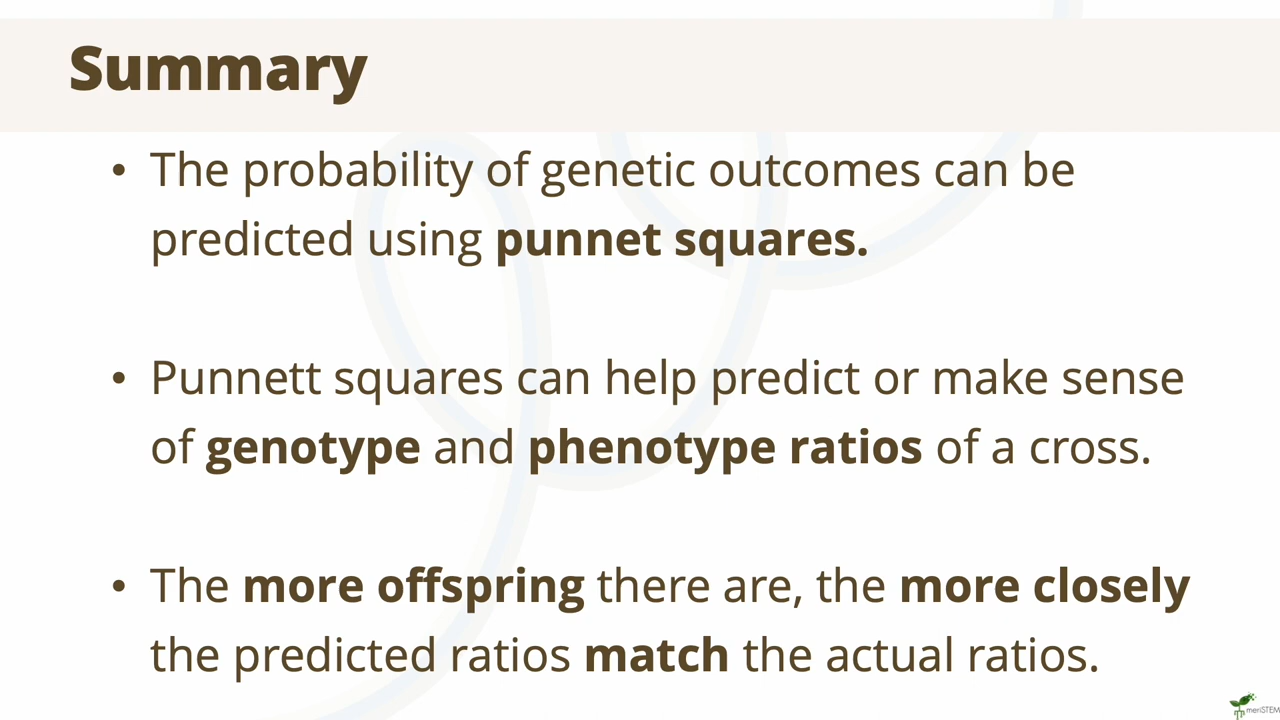 Summary
• The probability of genetic outcomes can be
predicted using punnet squares.
• Punnett squares can help predict or make sense
of genotype and phenotype ratios of a cross.
• The more offspring there are, the more closely
the predicted ratios match the actual ratios.
meriSTEM